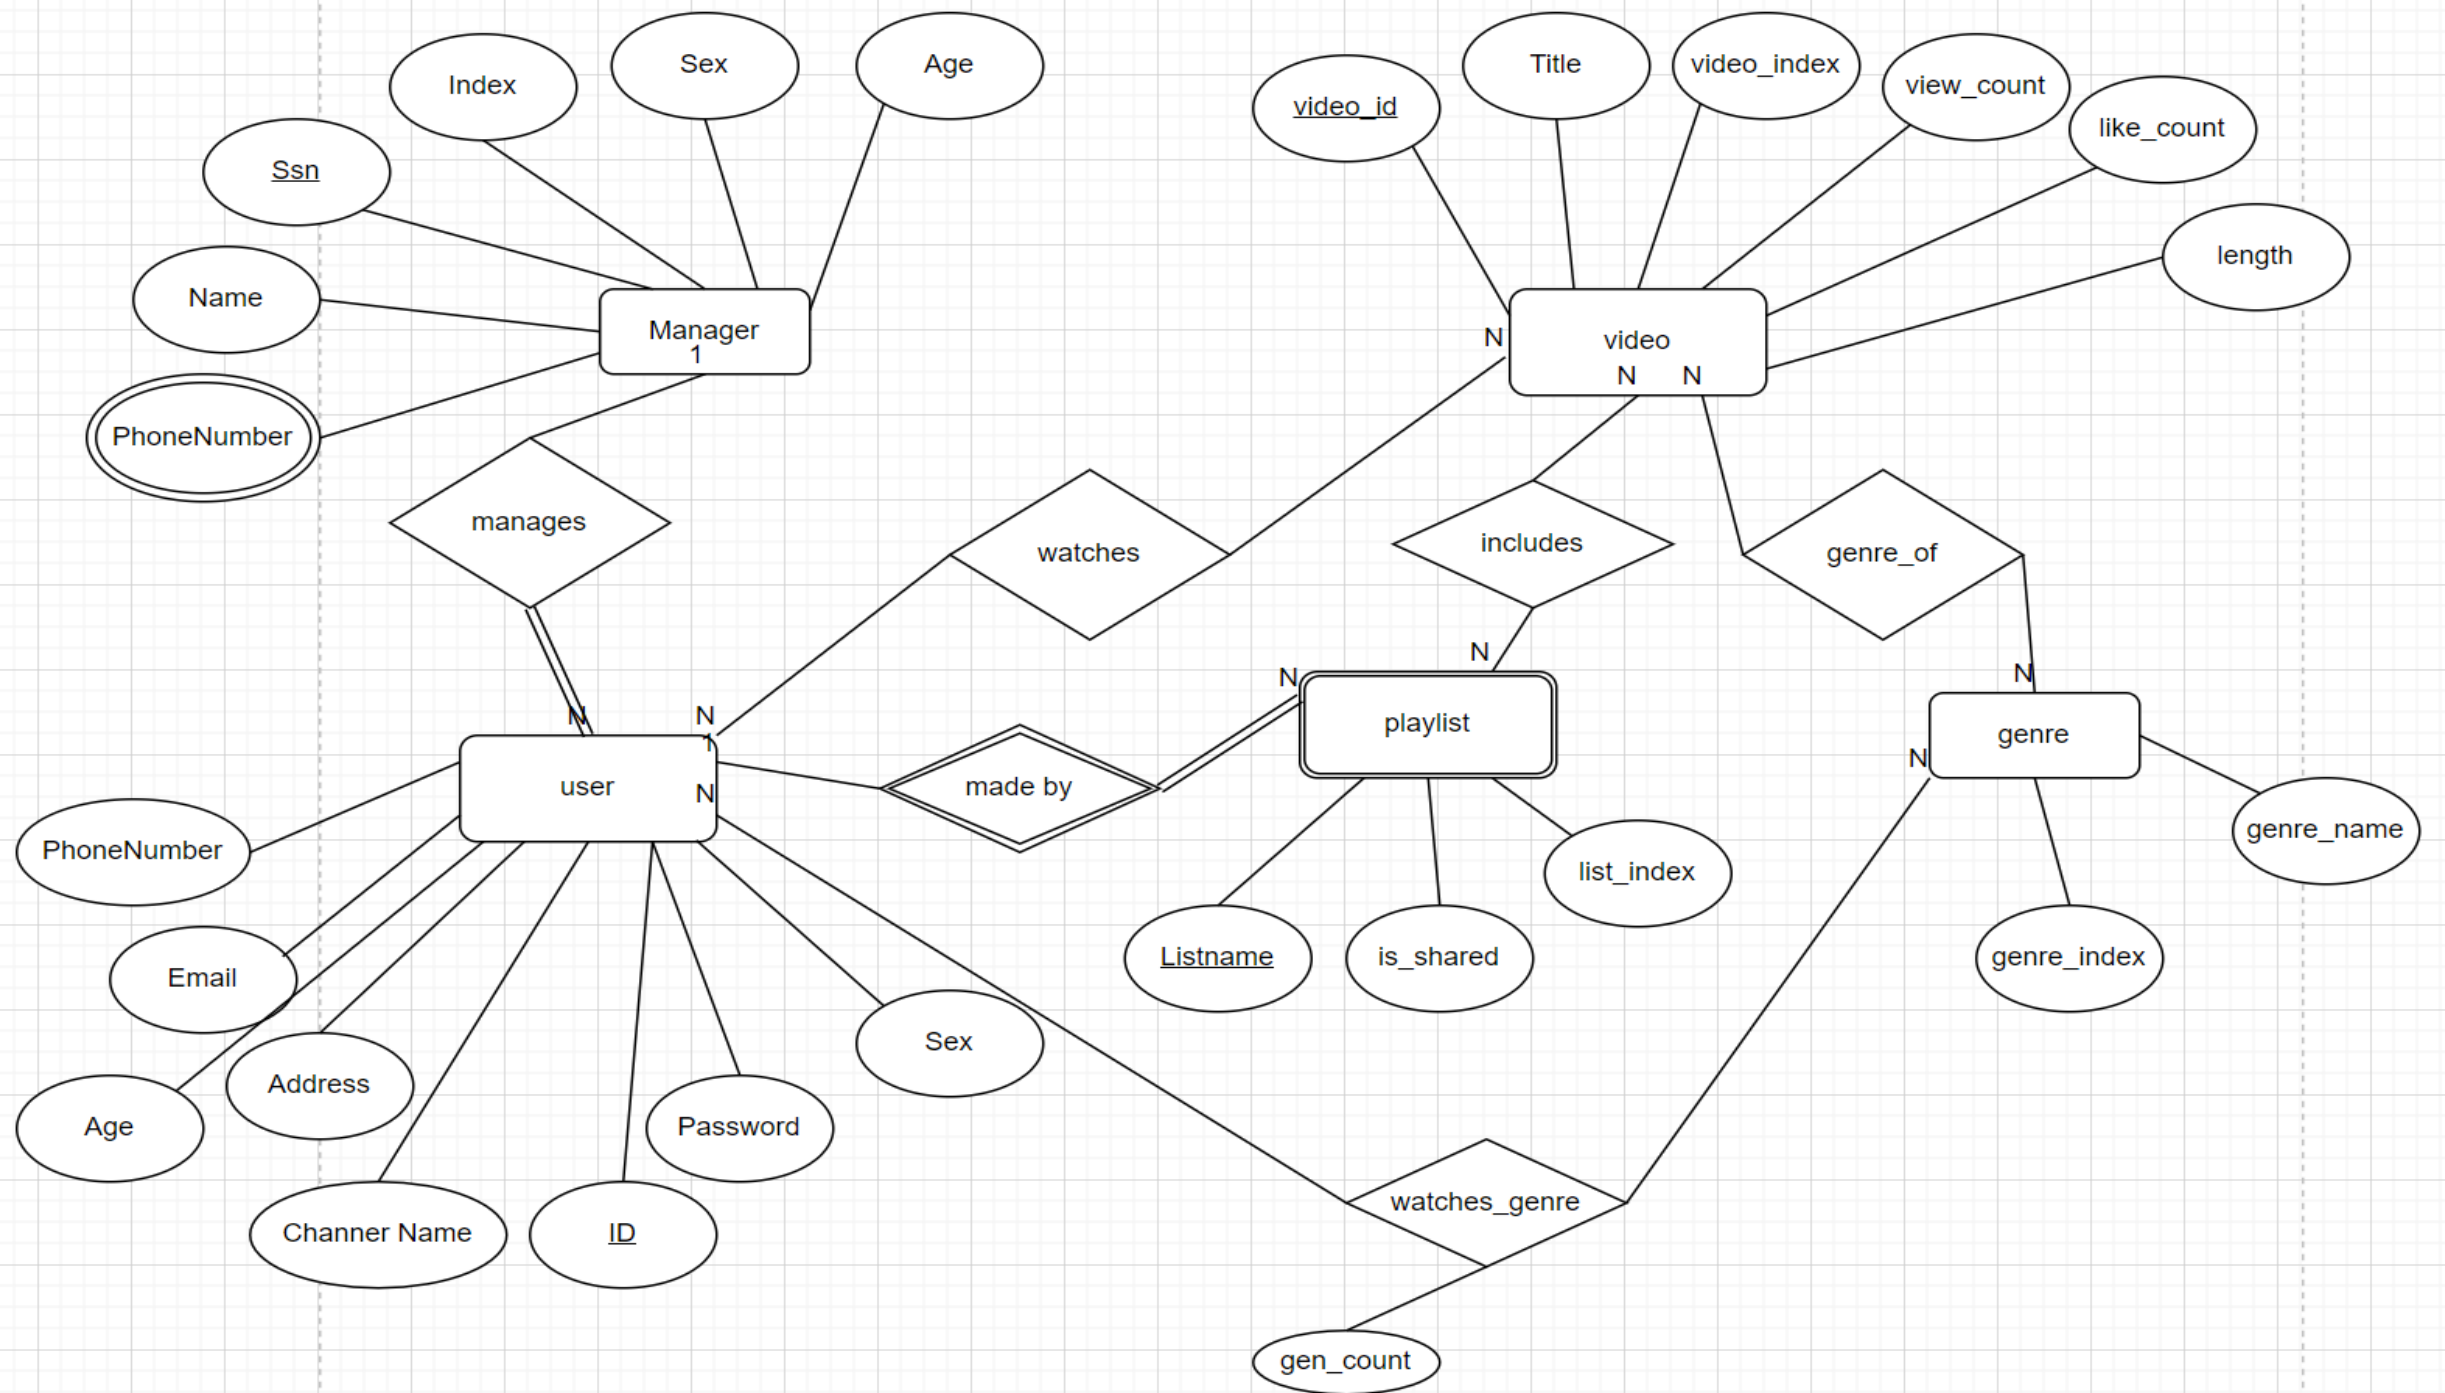 Sex
Age
Title
video_index
Index
view_count
video_id
like_count
Ssn
length
Name
Manager
1
N
video
N
N
PhoneNumber
manages
watches
includes
genre_of
N
N
N
N
N
1
playlist
genre
N
user
N
made by
genre_name
PhoneNumber
list_index
Email
Listname
is_shared
genre_index
Sex
Address
Age
Password
watches_genre
Channer Name
ID
gen_count